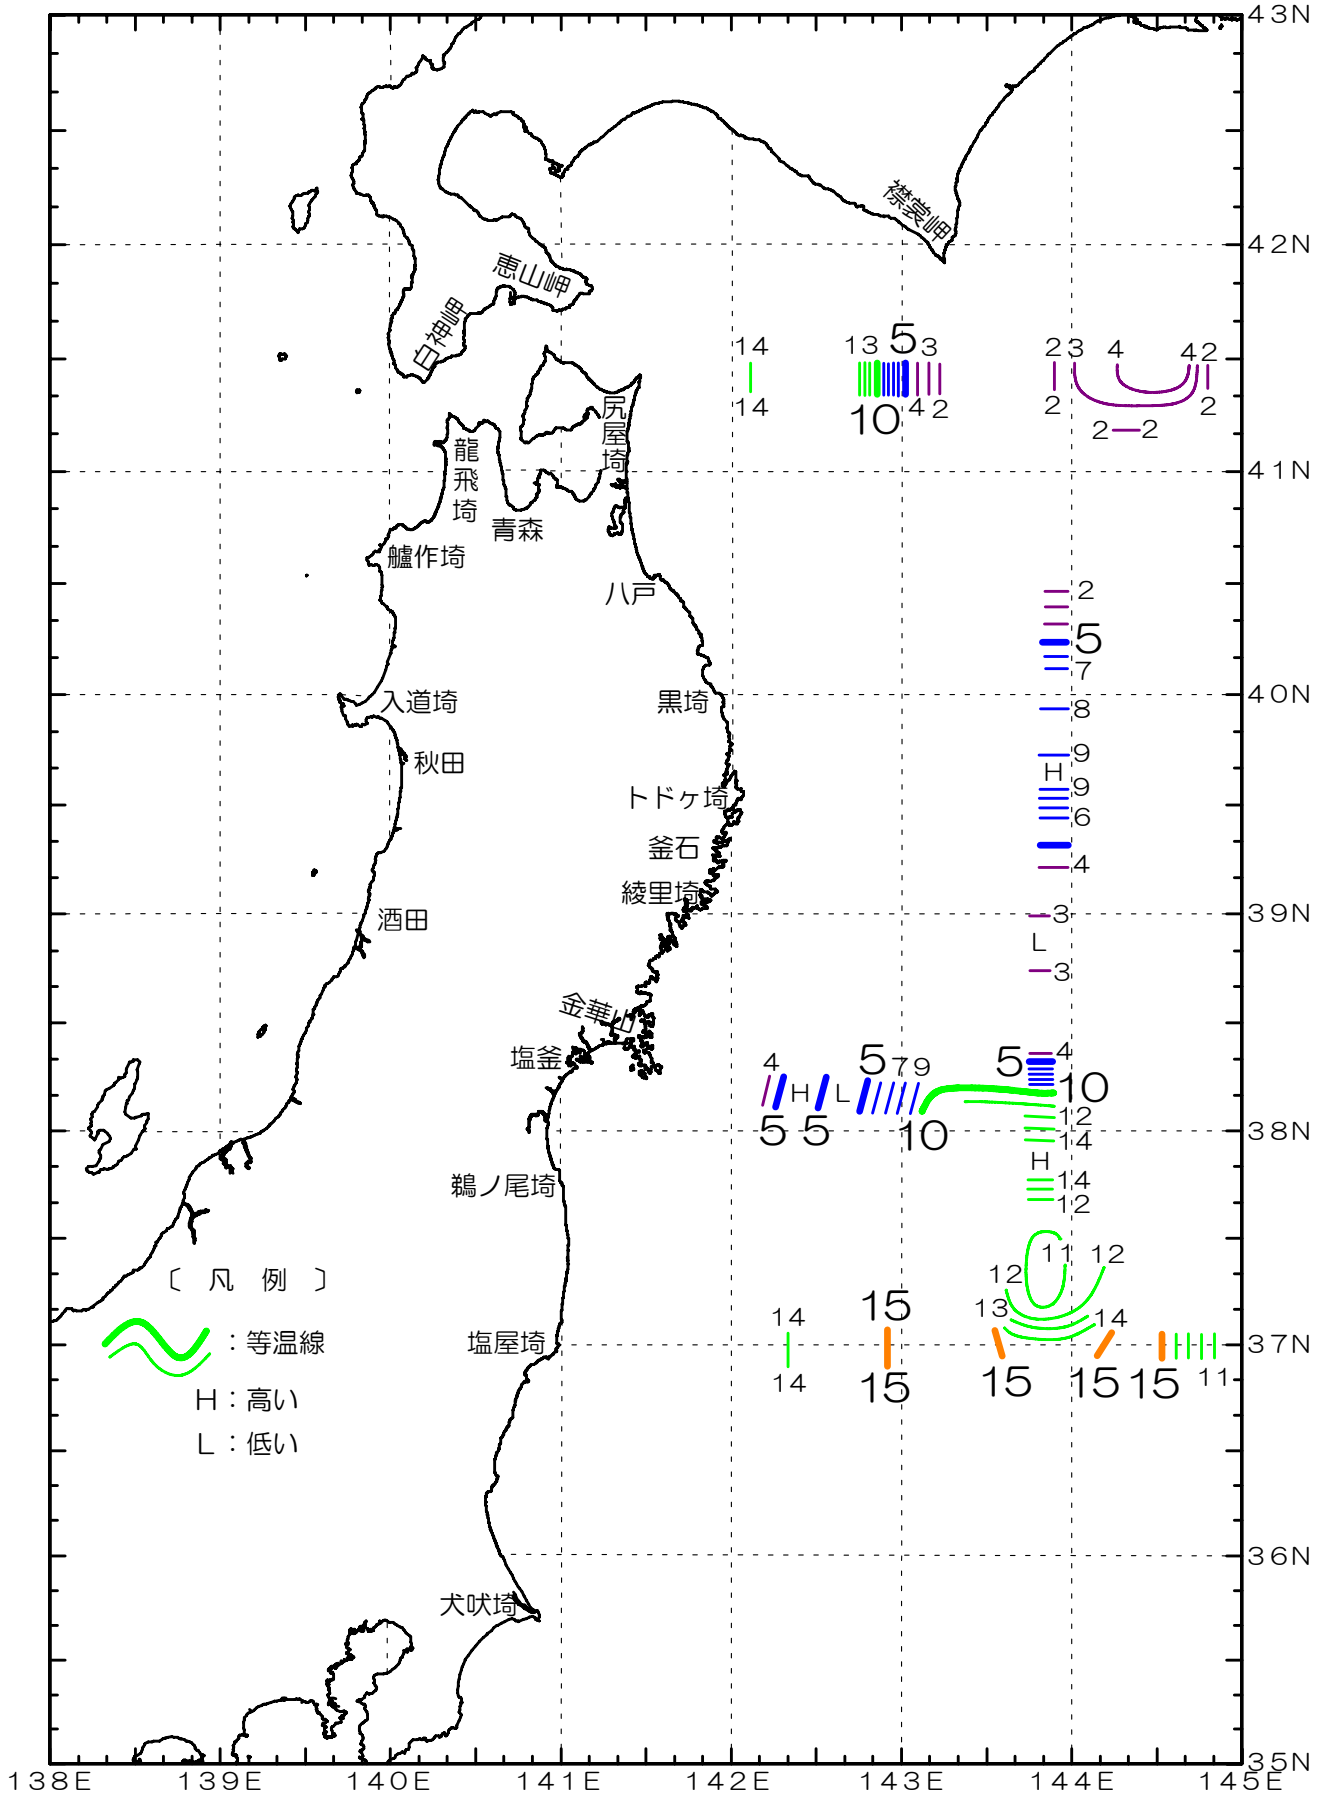 43N
襟裳岬
42N
恵山岬
白神岬
14 13 5 3 2 3 4 4 2
14 10 4 2 2 2
2 2
尻屋埼
41N
龍飛埼
青森
艫作埼
八戸
2
5
7
入道埼
黒埼
40N
8
秋田
9
H
9
トドヶ埼
6
釜石
4
綾里埼
酒田
3
39N
L
3
金華山
塩釜
4 5 7 9 5 4
H L 10
5 5 10 12
38N
14
H
鵜ノ尾埼
14
12
11 12
〔 凡 例 〕
12
13 14
15
14
：等温線
塩屋埼
37N
14 15 15 15 15 11
H：高い
L：低い
36N
犬吠埼
35N
138E 139E 140E 141E 142E 143E 144E 145E